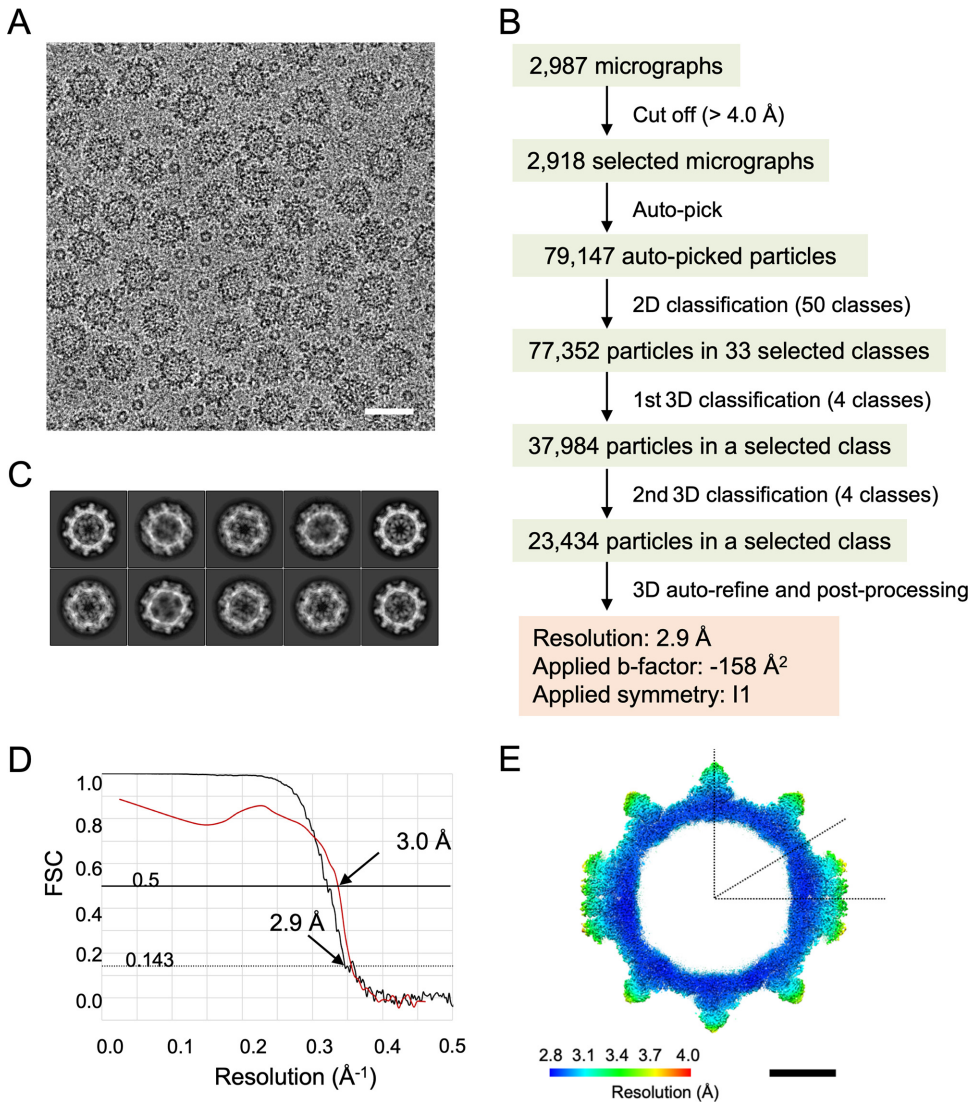 A
B
2,987 micrographs
Cut off (> 4.0 Å)
2,918 selected micrographs
Auto-pick
79,147 auto-picked particles
2D classification (50 classes)
77,352 particles in 33 selected classes
1st 3D classification (4 classes)
37,984 particles in a selected class
2nd 3D classification (4 classes)
23,434 particles in a selected class
3D auto-refine and post-processing
Resolution: 2.9 Å
Applied b-factor: -158 Å²
Applied symmetry: I1
C
D
1.0
0.8
0.6
0.5
0.4
0.2
0.143
0.0
FSC
3.0 Å
2.9 Å
0.0 0.1 0.2 0.3 0.4 0.5
Resolution (Å⁻¹)
E
2.8 3.1 3.4 3.7 4.0
Resolution (Å)